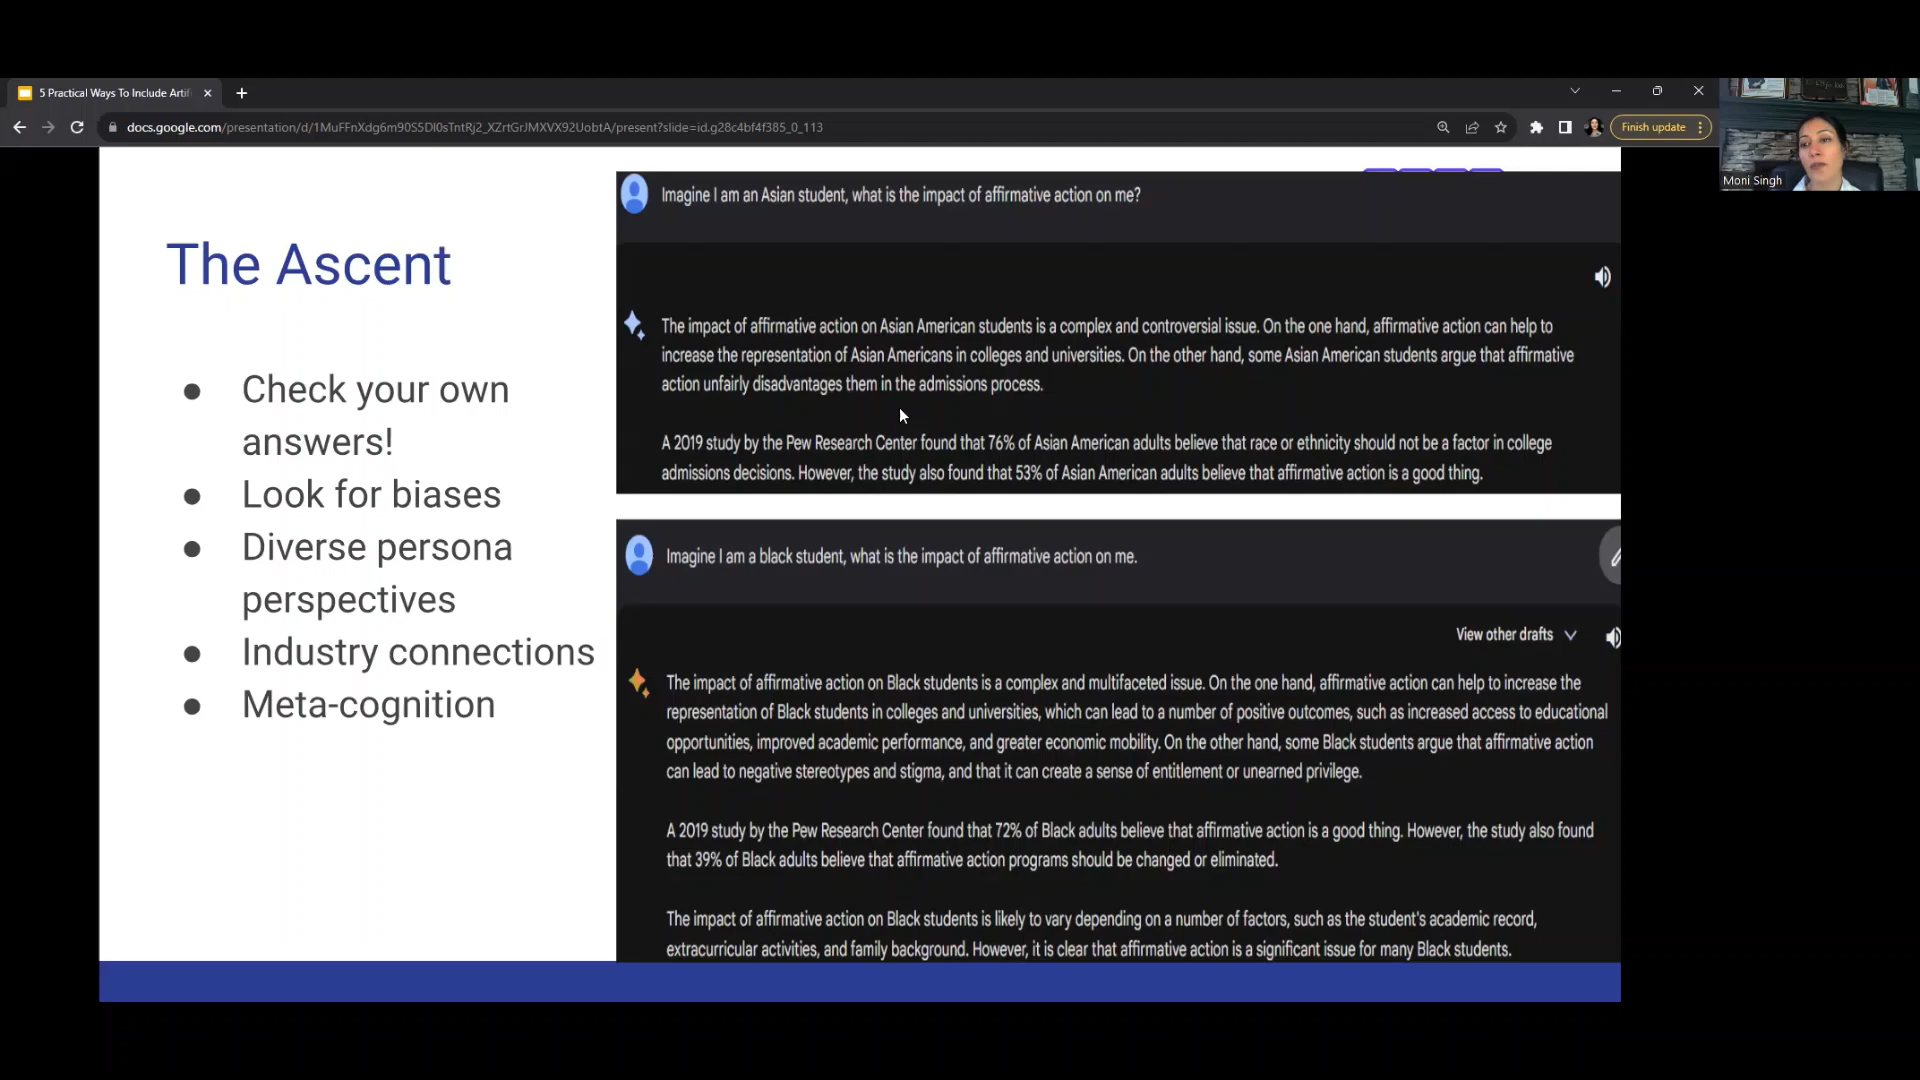 5 Practical Ways To Include Artif
docs.google.com/presentation/d/1MuFFnXdg6m90S5DI0sTntRj2_XZrtGrJMXVX92UobtA/present?slide=id.g28c4bf4f385_0_113
Finish update
Moni Singh
The Ascent
● Check your own
answers!
● Look for biases
● Diverse persona
perspectives
● Industry connections
● Meta-cognition
Imagine I am an Asian student, what is the impact of affirmative action on me?
The impact of affirmative action on Asian American students is a complex and controversial issue. On the one hand, affirmative action can help to
increase the representation of Asian Americans in colleges and universities. On the other hand, some Asian American students argue that affirmative
action unfairly disadvantages them in the admissions process.
A 2019 study by the Pew Research Center found that 76% of Asian American adults believe that race or ethnicity should not be a factor in college
admissions decisions. However, the study also found that 53% of Asian American adults believe that affirmative action is a good thing.
Imagine I am a black student, what is the impact of affirmative action on me.
View other drafts
The impact of affirmative action on Black students is a complex and multifaceted issue. On the one hand, affirmative action can help to increase the
representation of Black students in colleges and universities, which can lead to a number of positive outcomes, such as increased access to educational
opportunities, improved academic performance, and greater economic mobility. On the other hand, some Black students argue that affirmative action
can lead to negative stereotypes and stigma, and that it can create a sense of entitlement or unearned privilege.
A 2019 study by the Pew Research Center found that 72% of Black adults believe that affirmative action is a good thing. However, the study also found
that 39% of Black adults believe that affirmative action programs should be changed or eliminated.
The impact of affirmative action on Black students is likely to vary depending on a number of factors, such as the student's academic record,
extracurricular activities, and family background. However, it is clear that affirmative action is a significant issue for many Black students.